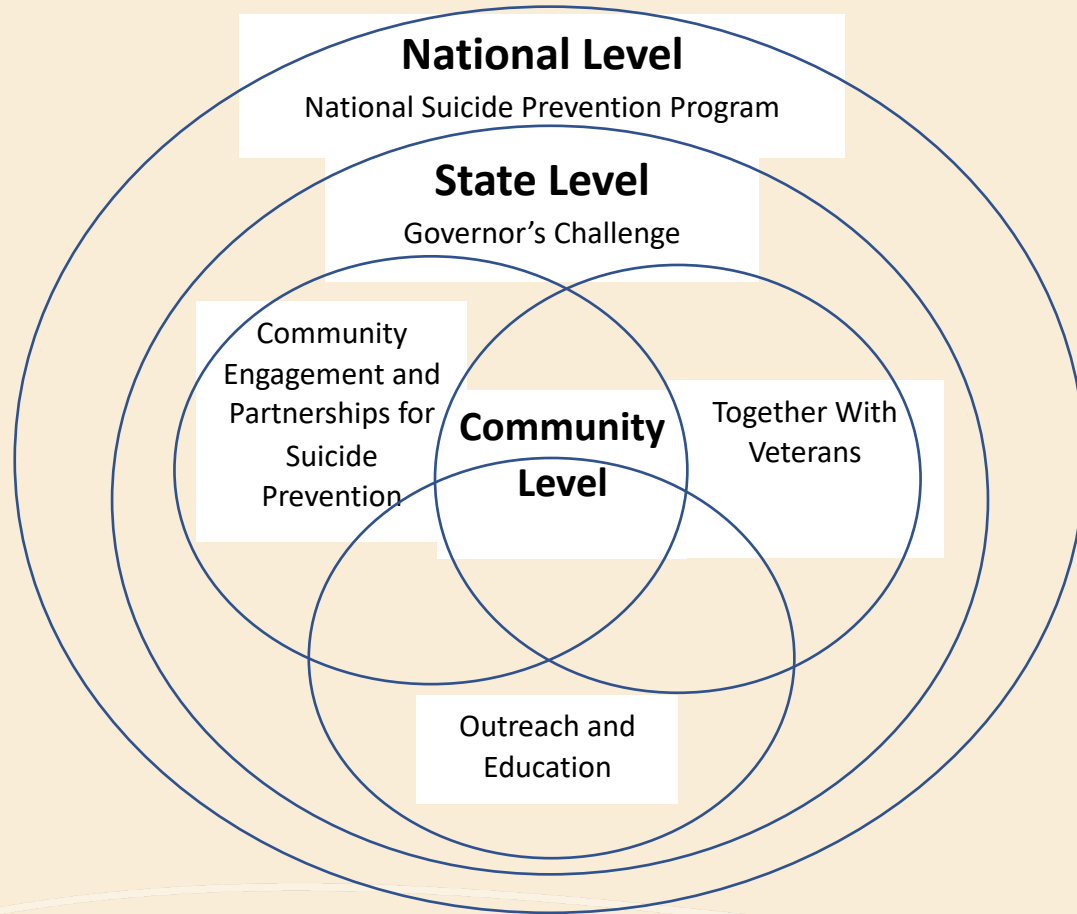 National Level
National Suicide Prevention Program
State Level
Governor’s Challenge
Community
Engagement and
Partnerships for
Suicide
Prevention
Community
Level
Together With
Veterans
Outreach and
Education